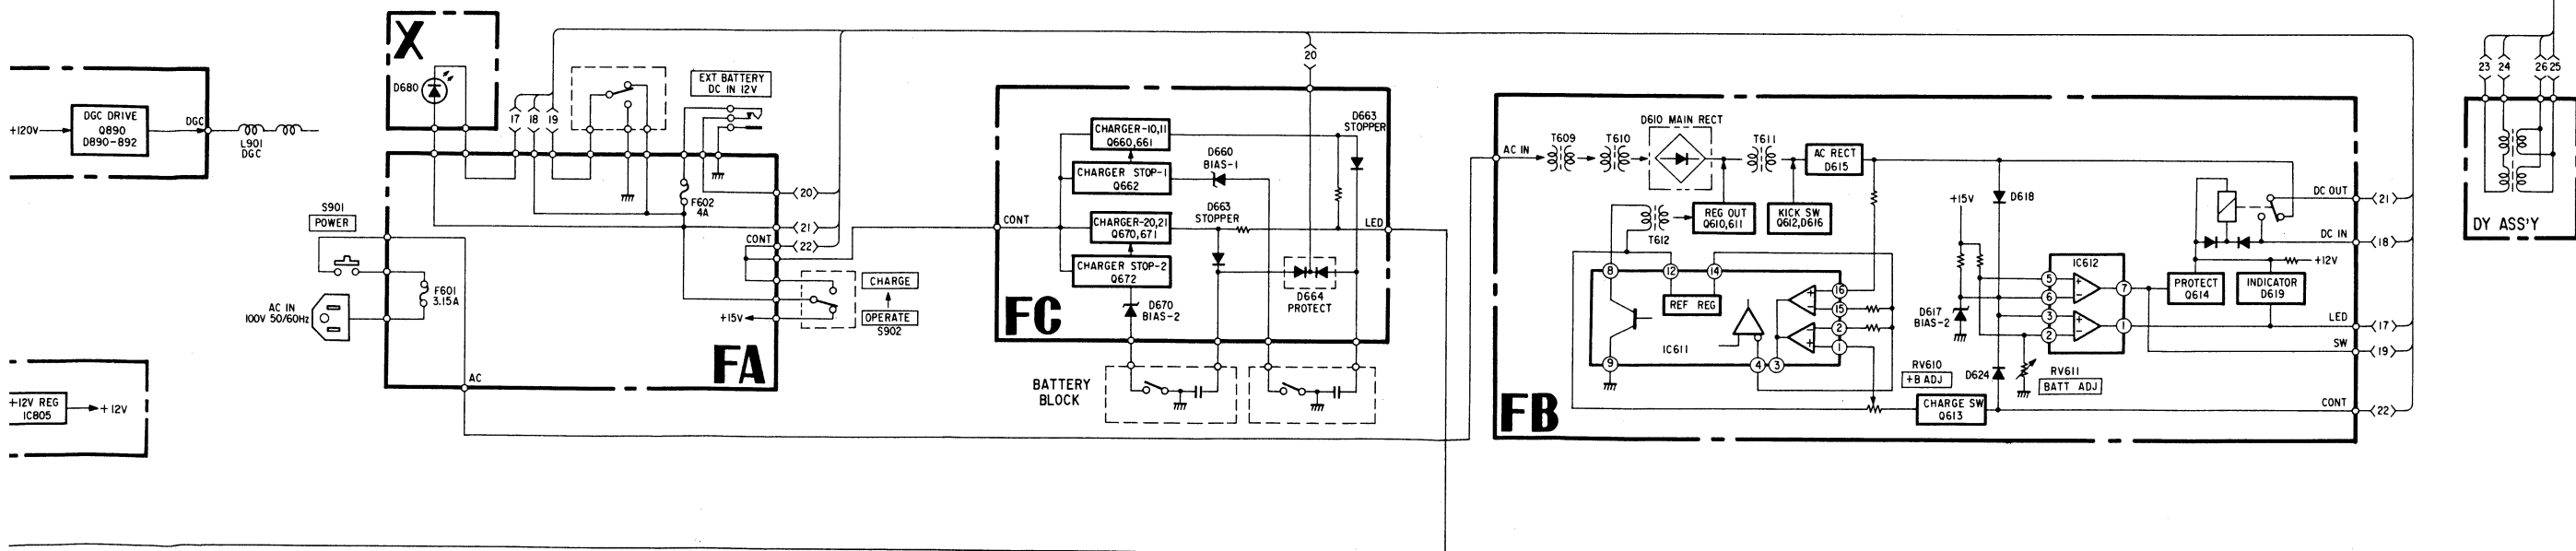 +120V
DGC DRIVE
Q890
D890-892
DGC
L901
DGC
+12V REG
IC805
+12V
X
D680
17
18
19
EXT BATTERY
DC IN 12V
S901
POWER
AC IN
100V 50/60Hz
F601
3.15A
F602
4A
20
21
CONT
22
CHARGE
OPERATE
S902
+15V
FA
AC
20
CONT
CHARGER-10,11
Q660,661
CHARGER STOP-1
Q662
CHARGER-20,21
Q670,671
CHARGER STOP-2
Q672
D660
BIAS-1
D663
STOPPER
D663
STOPPER
D670
BIAS-2
D664
PROTECT
LED
FC
BATTERY
BLOCK
AC IN
T609
T610
D610 MAIN RECT
T611
AC RECT
D615
T612
REG OUT
Q610,611
KICK SW
Q612,D616
8
12
14
REF REG
+
-
16
15
+
-
2
1
IC611
9
4
3
+15V
D618
D617
BIAS-2
IC612
5
6
3
2
+
-
+
-
7
1
PROTECT
Q614
INDICATOR
D619
+12V
RV610
+B ADJ
CHARGE SW
Q613
D624
RV611
BATT ADJ
DC OUT
21
DC IN
18
LED
17
SW
19
CONT
22
FB
23
24
26
25
DY ASS'Y